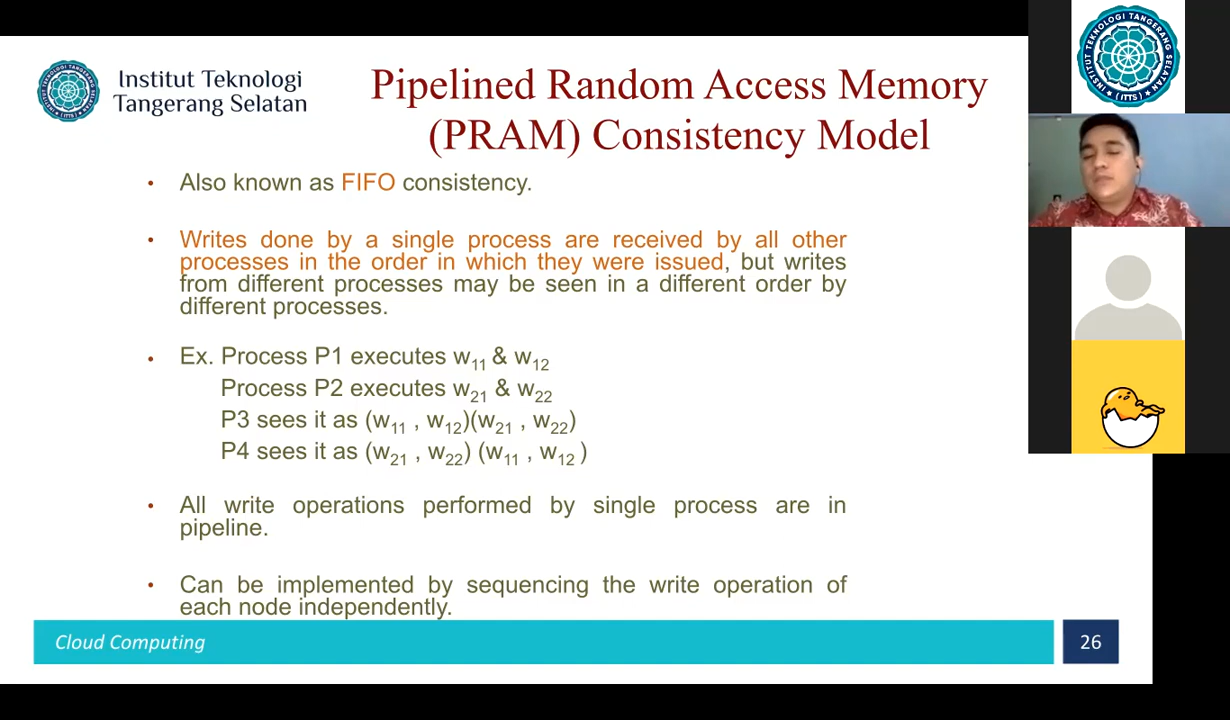 Institut Teknologi
Tangerang Selatan
Pipelined Random Access Memory
(PRAM) Consistency Model
• Also known as FIFO consistency.
• Writes done by a single process are received by all other
processes in the order in which they were issued, but writes
from different processes may be seen in a different order by
different processes.
• Ex. Process P1 executes w11 & w12
Process P2 executes w21 & w22
P3 sees it as (w11 , w12)(w21 , w22)
P4 sees it as (w21 , w22) (w11 , w12 )
• All write operations performed by single process are in
pipeline.
• Can be implemented by sequencing the write operation of
each node independently.
Cloud Computing
26
INSTITUT TEKNOLOGI TANGERANG SELATAN
(ITTS)